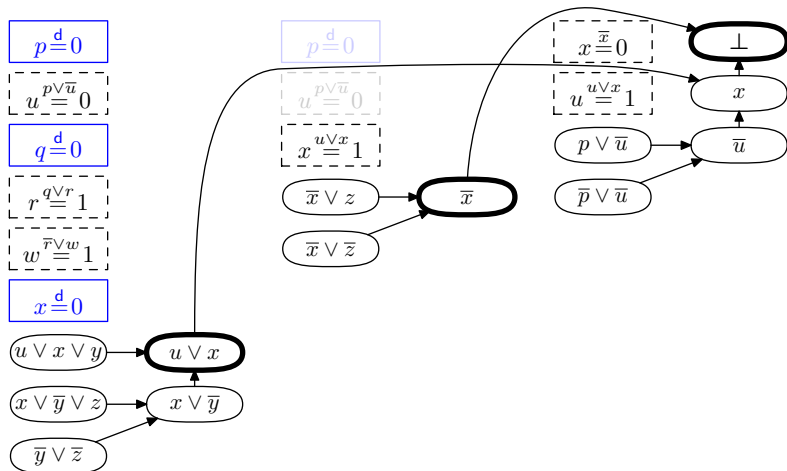 p =ᵈ 0
u =^{p∨u̅} 0
q =ᵈ 0
r =^{q∨r} 1
w =^{r̅∨w} 1
x =ᵈ 0
u ∨ x ∨ y
u ∨ x
x ∨ y̅ ∨ z
x ∨ y̅
y̅ ∨ z̅
p =ᵈ 0
u =^{p∨u̅} 0
x =^{u∨x} 1
x̅ ∨ z
x̅
x̅ ∨ z̅
x =^{x̅} 0
⊥
u =^{u∨x} 1
x
p ∨ u̅
u̅
p̅ ∨ u̅